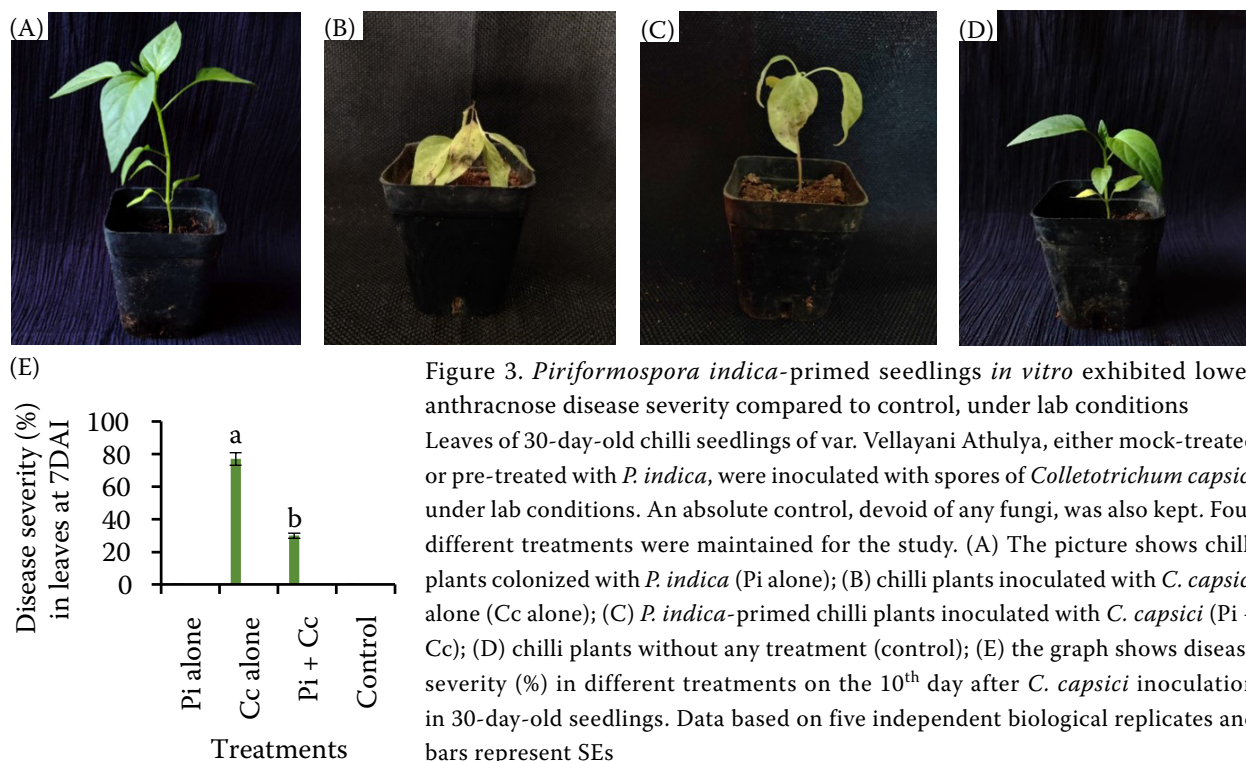 (A)
(B)
(C)
(D)
(E)
Disease severity (%)
in leaves at 7DAI
100
80
60
40
20
0
a
b
Pi alone
Cc alone
Pi + Cc
Control
Treatments
Figure 3. Piriformospora indica-primed seedlings in vitro exhibited lowe
anthracnose disease severity compared to control, under lab conditions
Leaves of 30-day-old chilli seedlings of var. Vellayani Athulya, either mock-treated
or pre-treated with P. indica, were inoculated with spores of Colletotrichum capsic
under lab conditions. An absolute control, devoid of any fungi, was also kept. Fou
different treatments were maintained for the study. (A) The picture shows chill
plants colonized with P. indica (Pi alone); (B) chilli plants inoculated with C. capsic
alone (Cc alone); (C) P. indica-primed chilli plants inoculated with C. capsici (Pi
Cc); (D) chilli plants without any treatment (control); (E) the graph shows diseas
severity (%) in different treatments on the 10th day after C. capsici inoculation
in 30-day-old seedlings. Data based on five independent biological replicates and
bars represent SEs